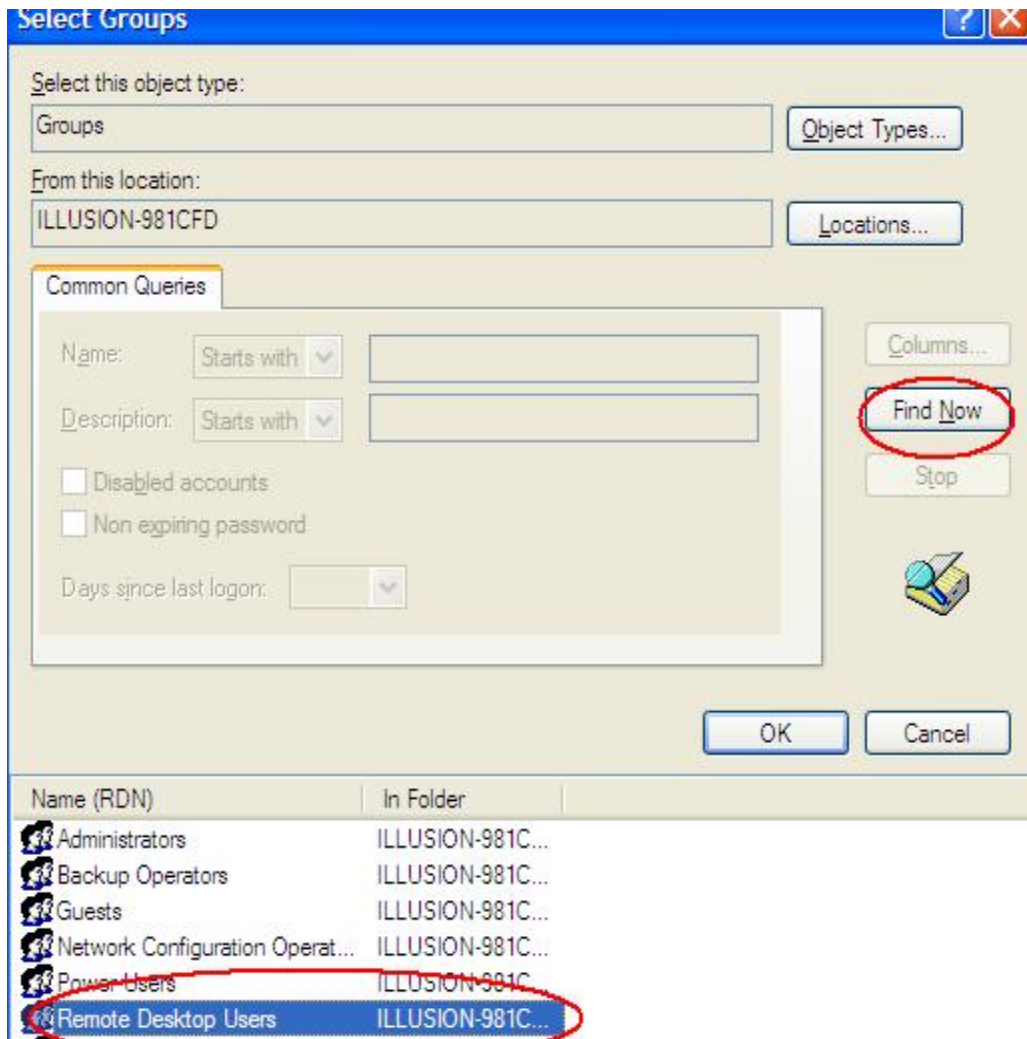 Select Groups
Select this object type:
Groups
Object Types...
From this location:
ILLUSION-981CFD
Locations...
Common Queries
Name:
Starts with
Columns...
Description:
Starts with
Find Now
Disabled accounts
Stop
Non expiring password
Days since last logon:
OK
Cancel
Name (RDN) In Folder
Administrators ILLUSION-981C...
Backup Operators ILLUSION-981C...
Guests ILLUSION-981C...
Network Configuration Operat... ILLUSION-981C...
Power Users ILLUSION-981C...
Remote Desktop Users ILLUSION-981C...